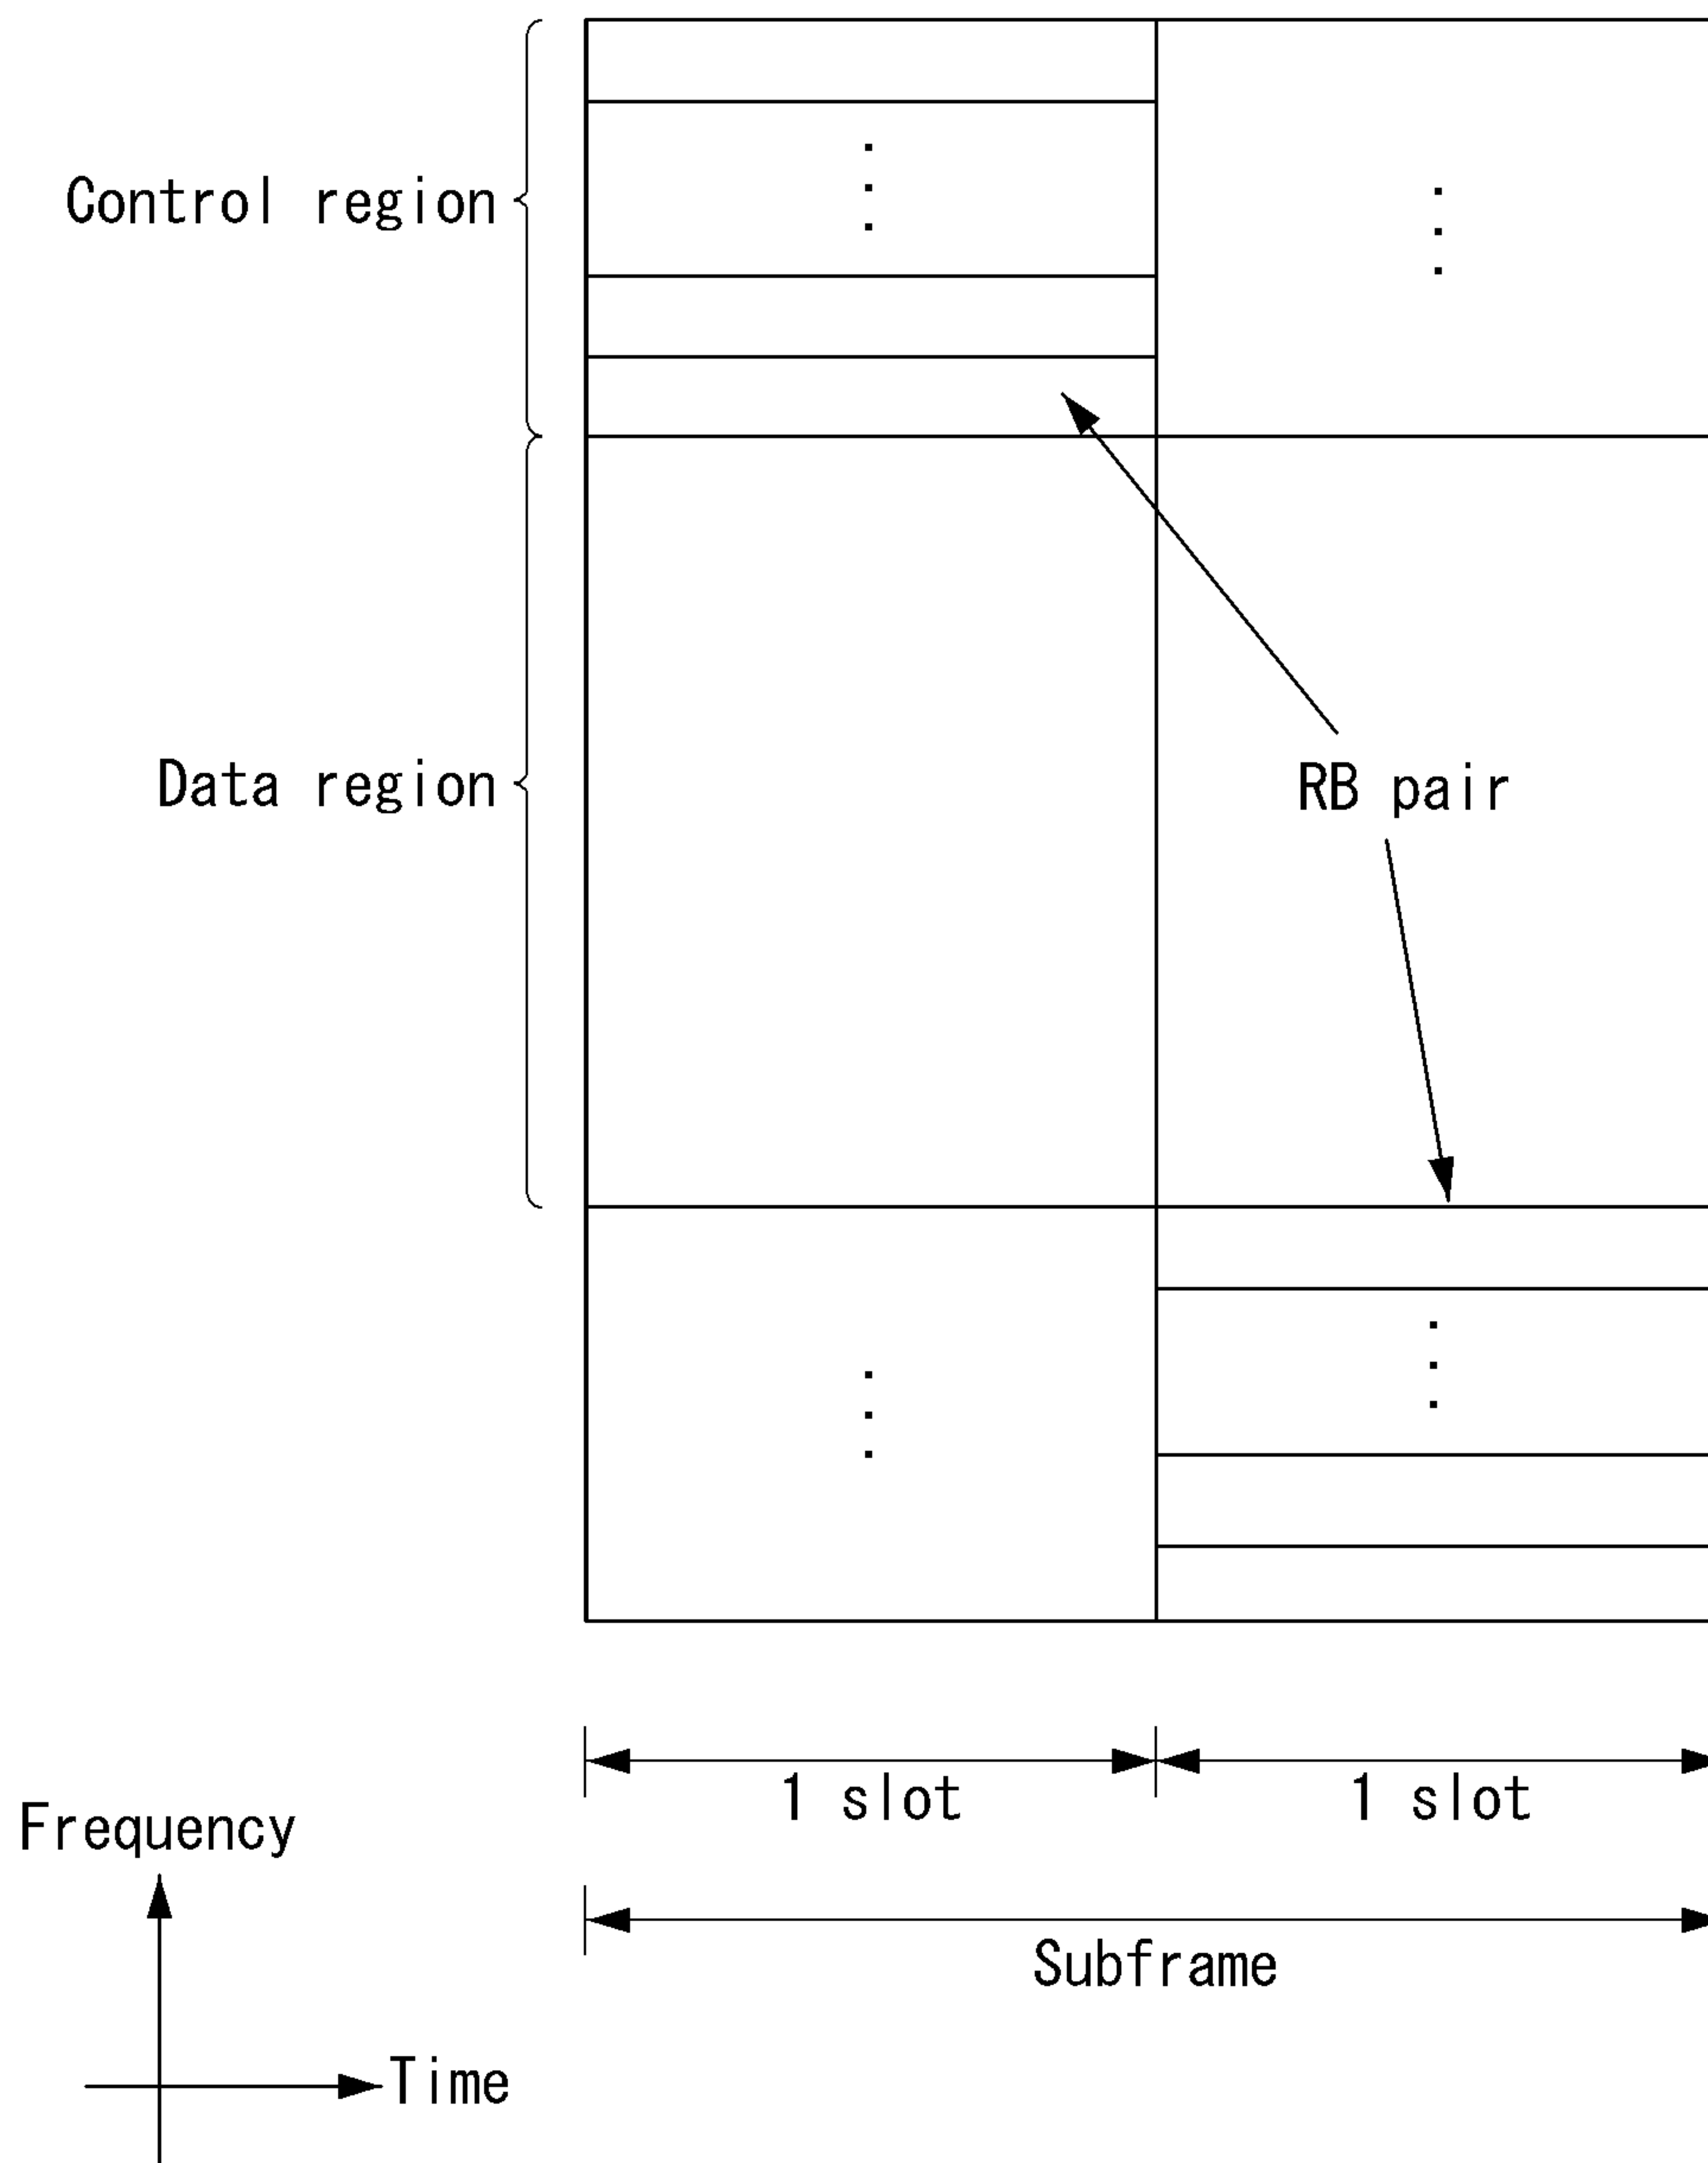 Control region
Data region
RB pair
1 slot
1 slot
Frequency
Subframe
Time